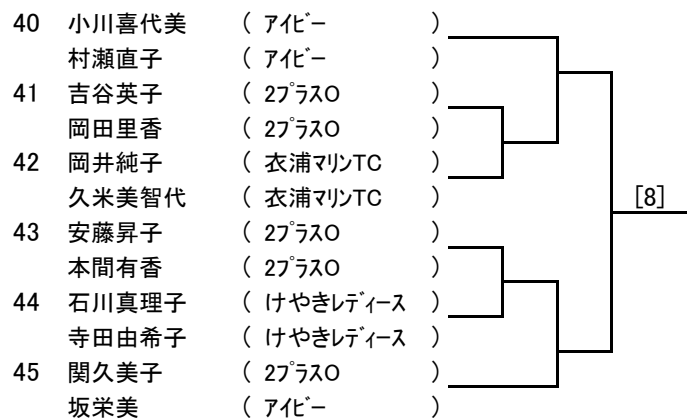 40 小川喜代美 ( ｱｲﾋﾞｰ )
村瀬直子 ( ｱｲﾋﾞｰ )
41 吉谷英子 ( 2ﾌﾟﾗｽO )
岡田里香 ( 2ﾌﾟﾗｽO )
42 岡井純子 ( 衣浦ﾏﾘﾝTC )
久米美智代 ( 衣浦ﾏﾘﾝTC )
[8]
43 安藤昇子 ( 2ﾌﾟﾗｽO )
本間有香 ( 2ﾌﾟﾗｽO )
44 石川真理子 ( けやきﾚﾃﾞｨｰｽ )
寺田由希子 ( けやきﾚﾃﾞｨｰｽ )
45 関久美子 ( 2ﾌﾟﾗｽO )
坂栄美 ( ｱｲﾋﾞｰ )